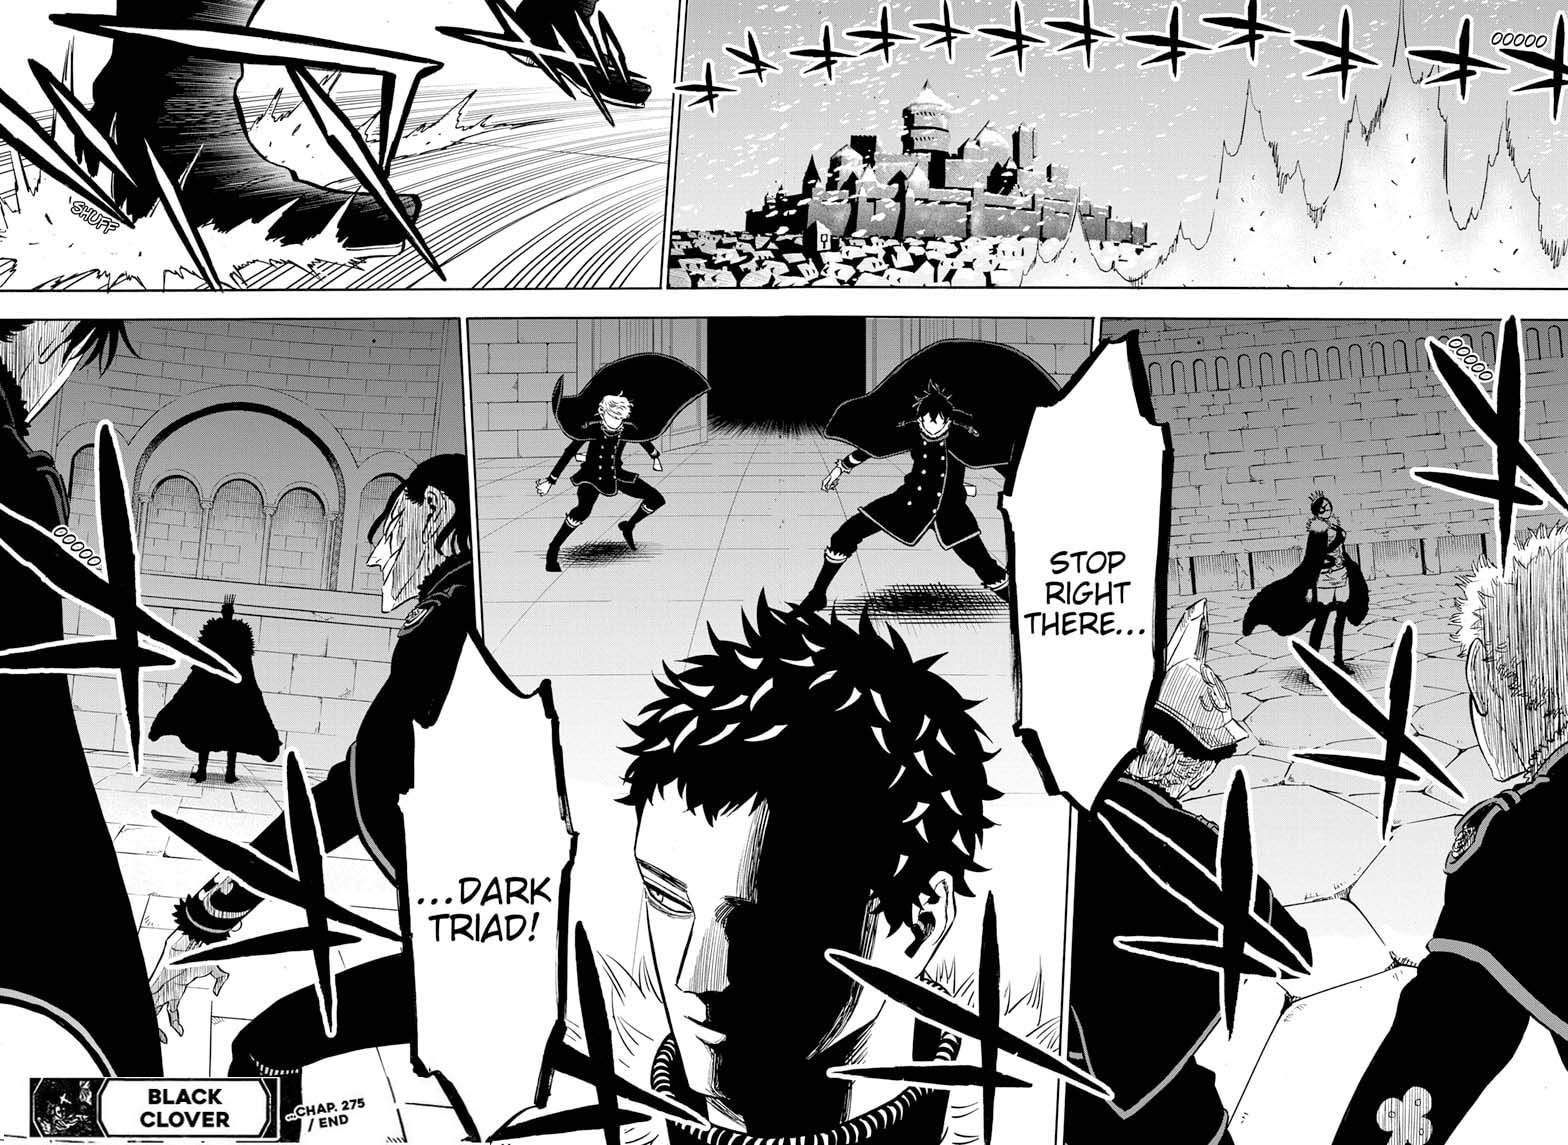 OOOOO
SHUFF
OOOOO
STOP
RIGHT
THERE...
OOOOO
...DARK
TRIAD!
BLACK
CLOVER
...CHAP. 275
/ END